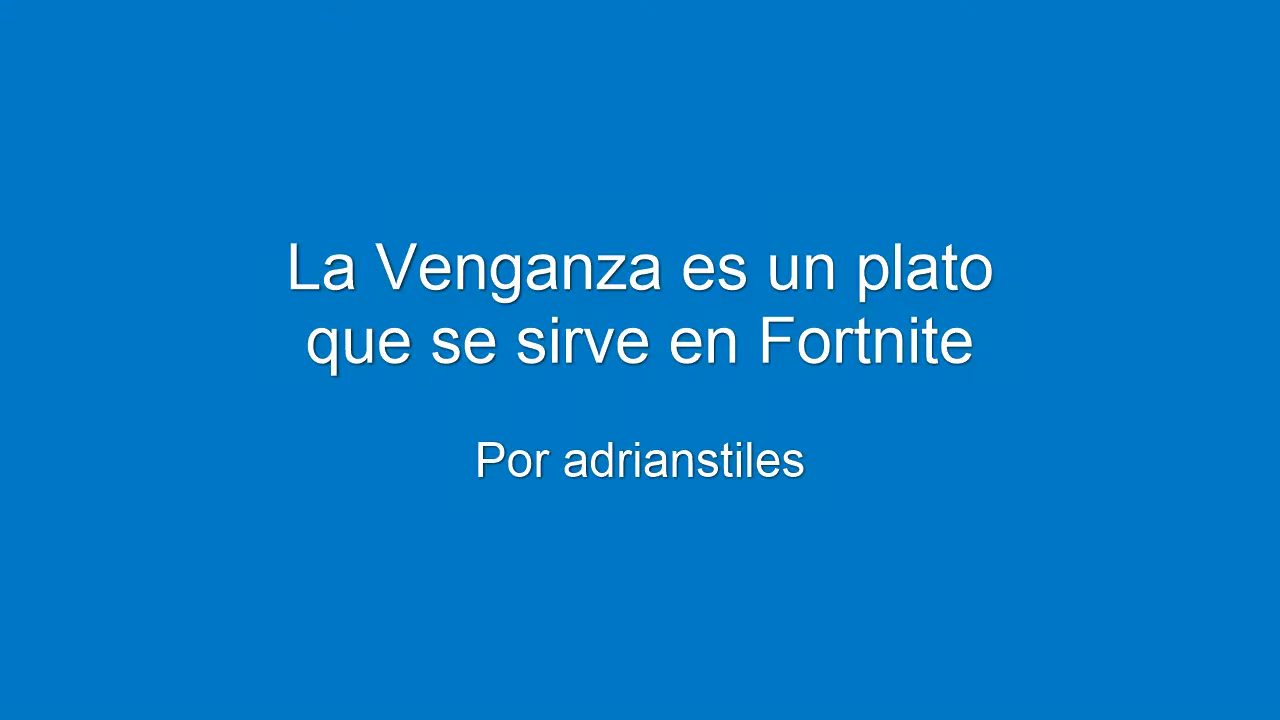 La Venganza es un plato
que se sirve en Fortnite
Por adrianstiles